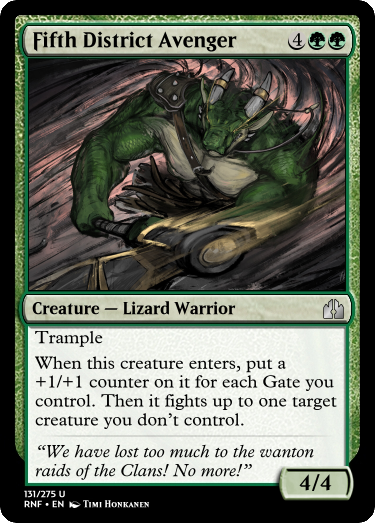 Fifth District Avenger 4
Creature — Lizard Warrior
Trample
When this creature enters, put a
+1/+1 counter on it for each Gate you
control. Then it fights up to one target
creature you don't control.
"We have lost too much to the wanton
raids of the Clans! No more!"
4/4
131/275 U
RNF • EN Timi Honkanen